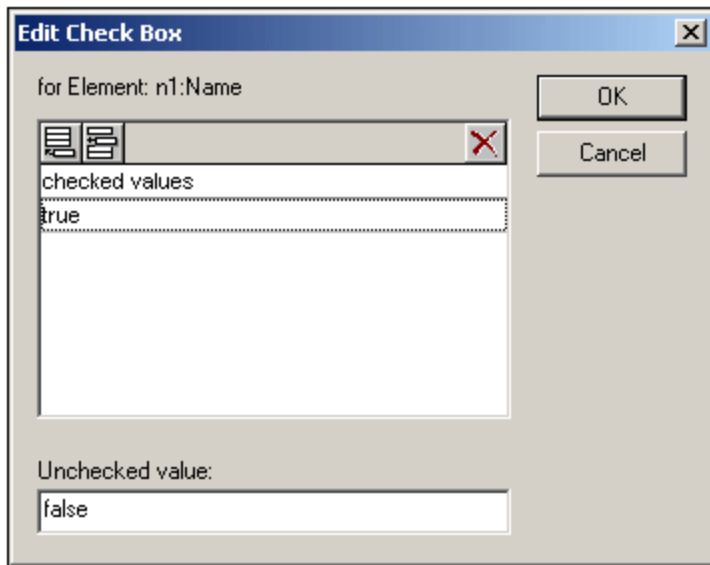 Edit Check Box
for Element: n1:Name
OK
Cancel
checked values
true
Unchecked value:
false